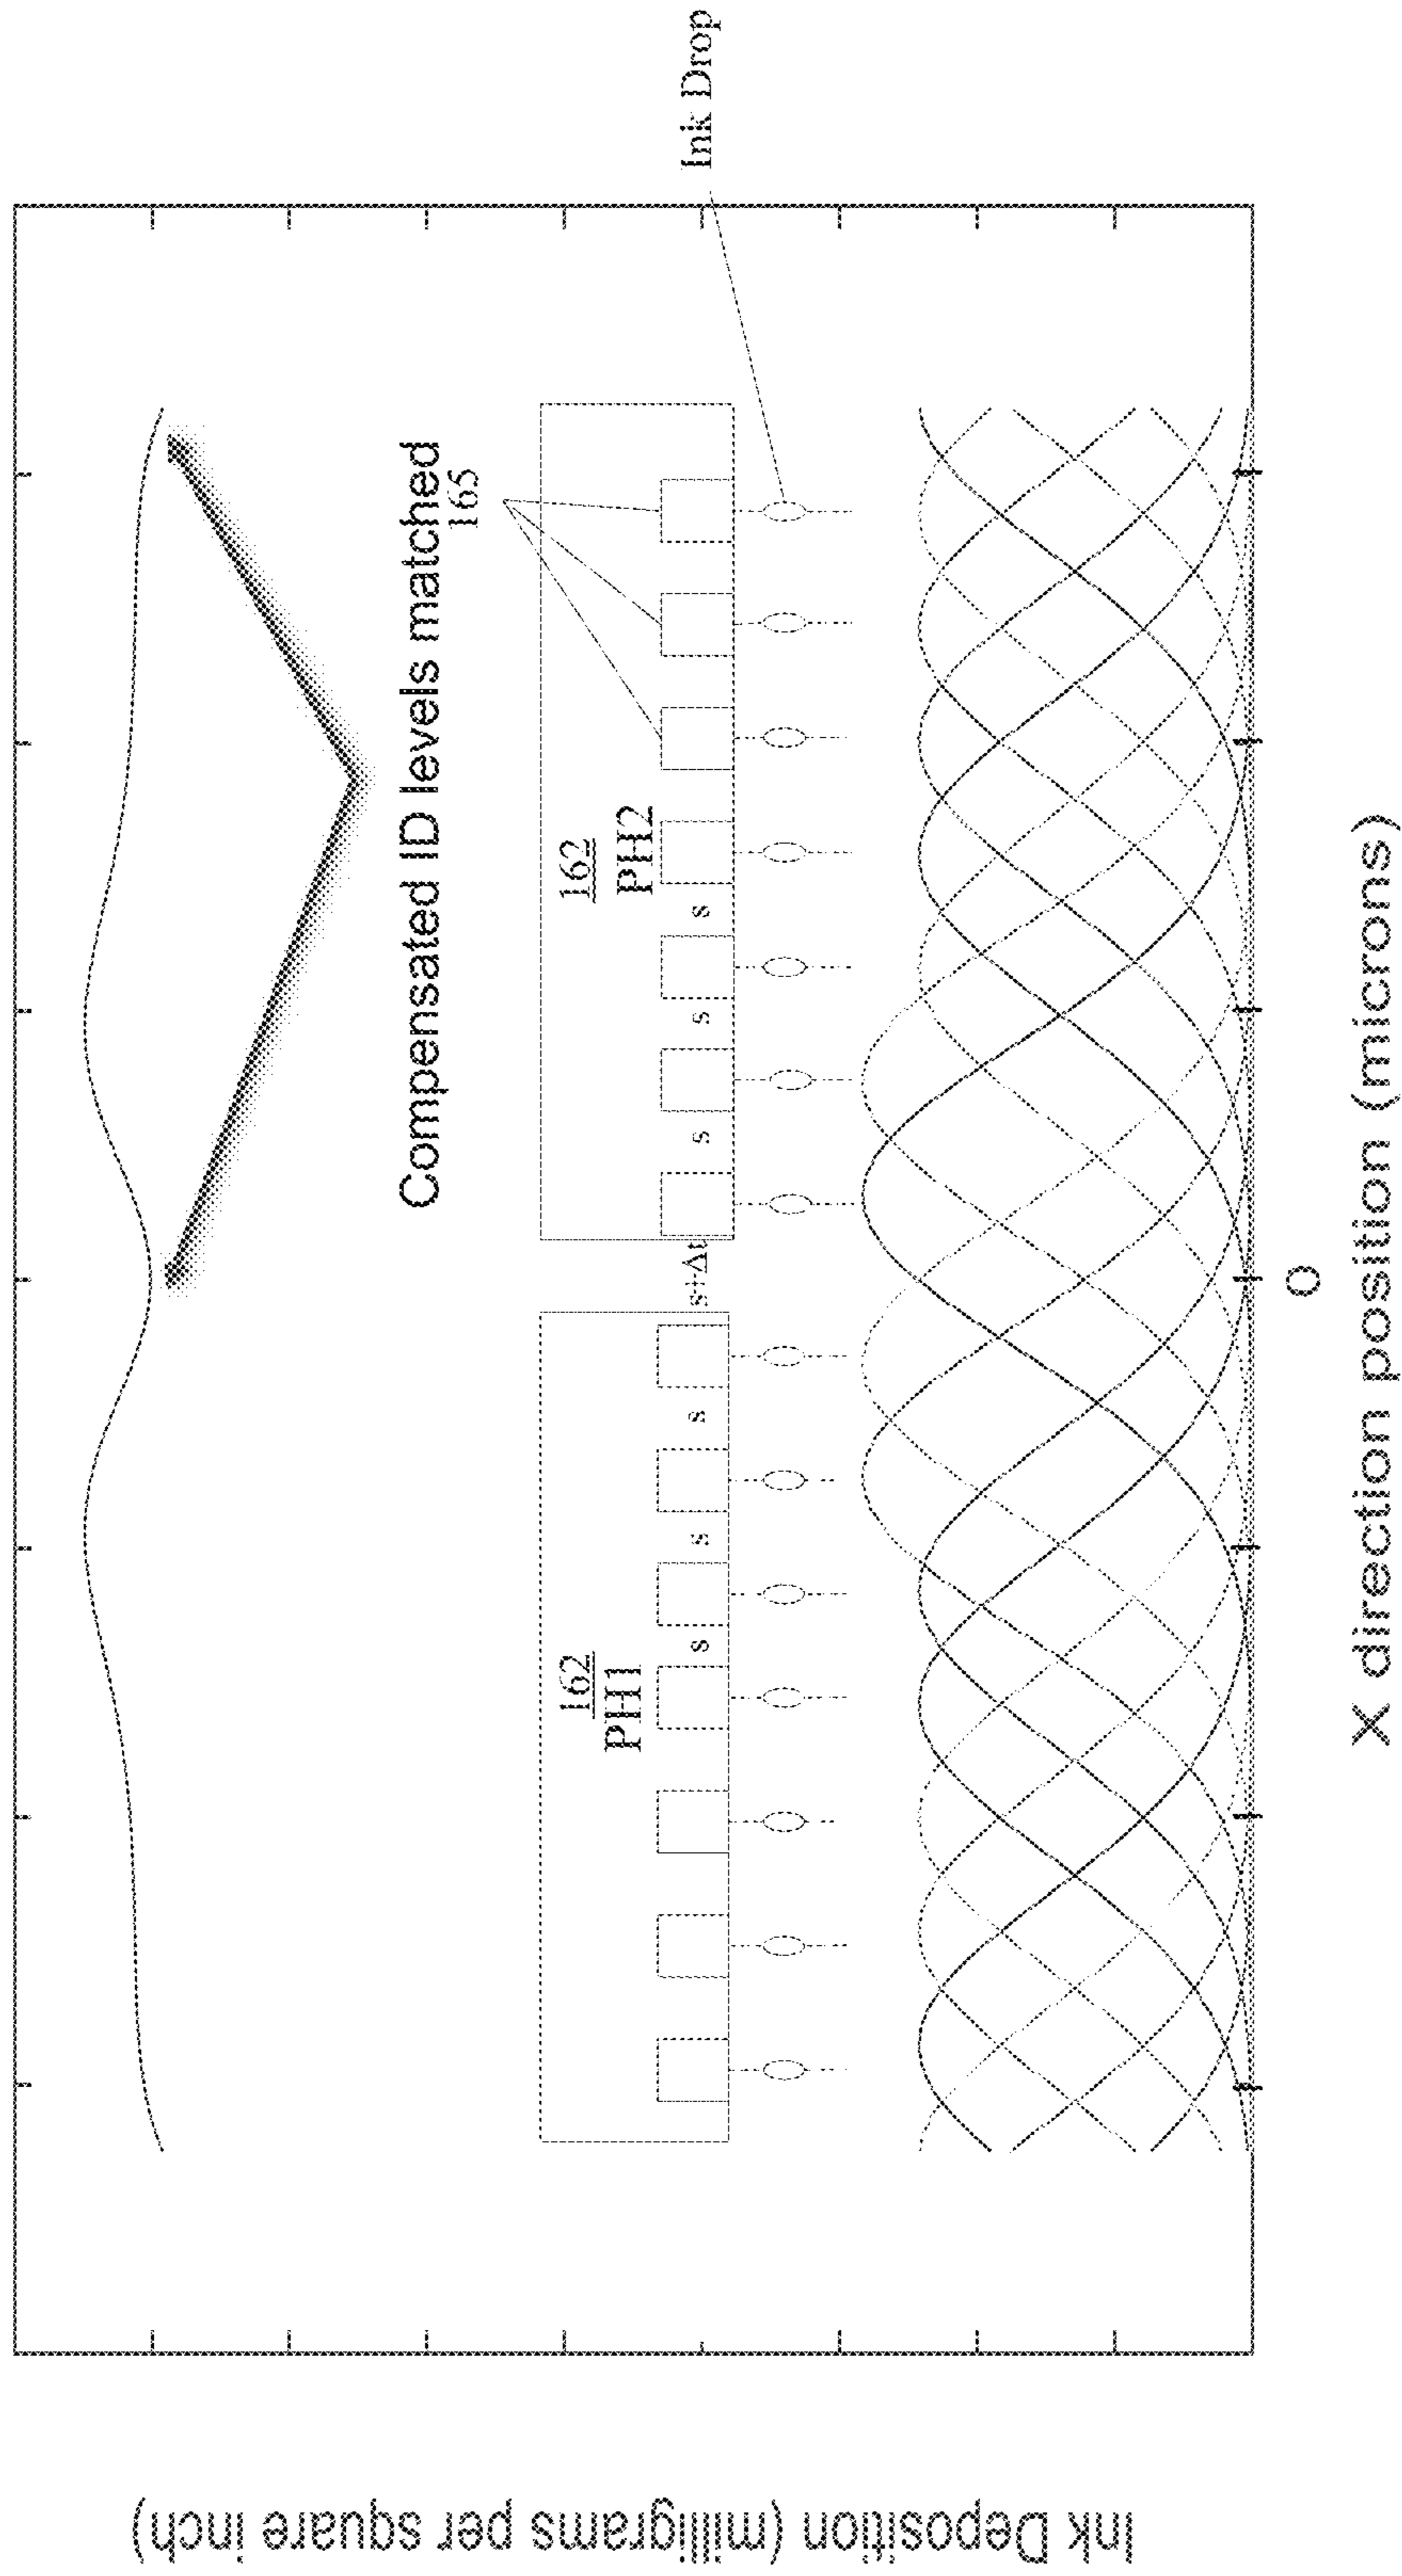 Ink Drop
Compensated ID levels matched
165
162
PH1
162
PH2
s
s
s
s+Δt
s
s
s
0
X direction position (microns)
Ink Deposition (milligrams per square inch)